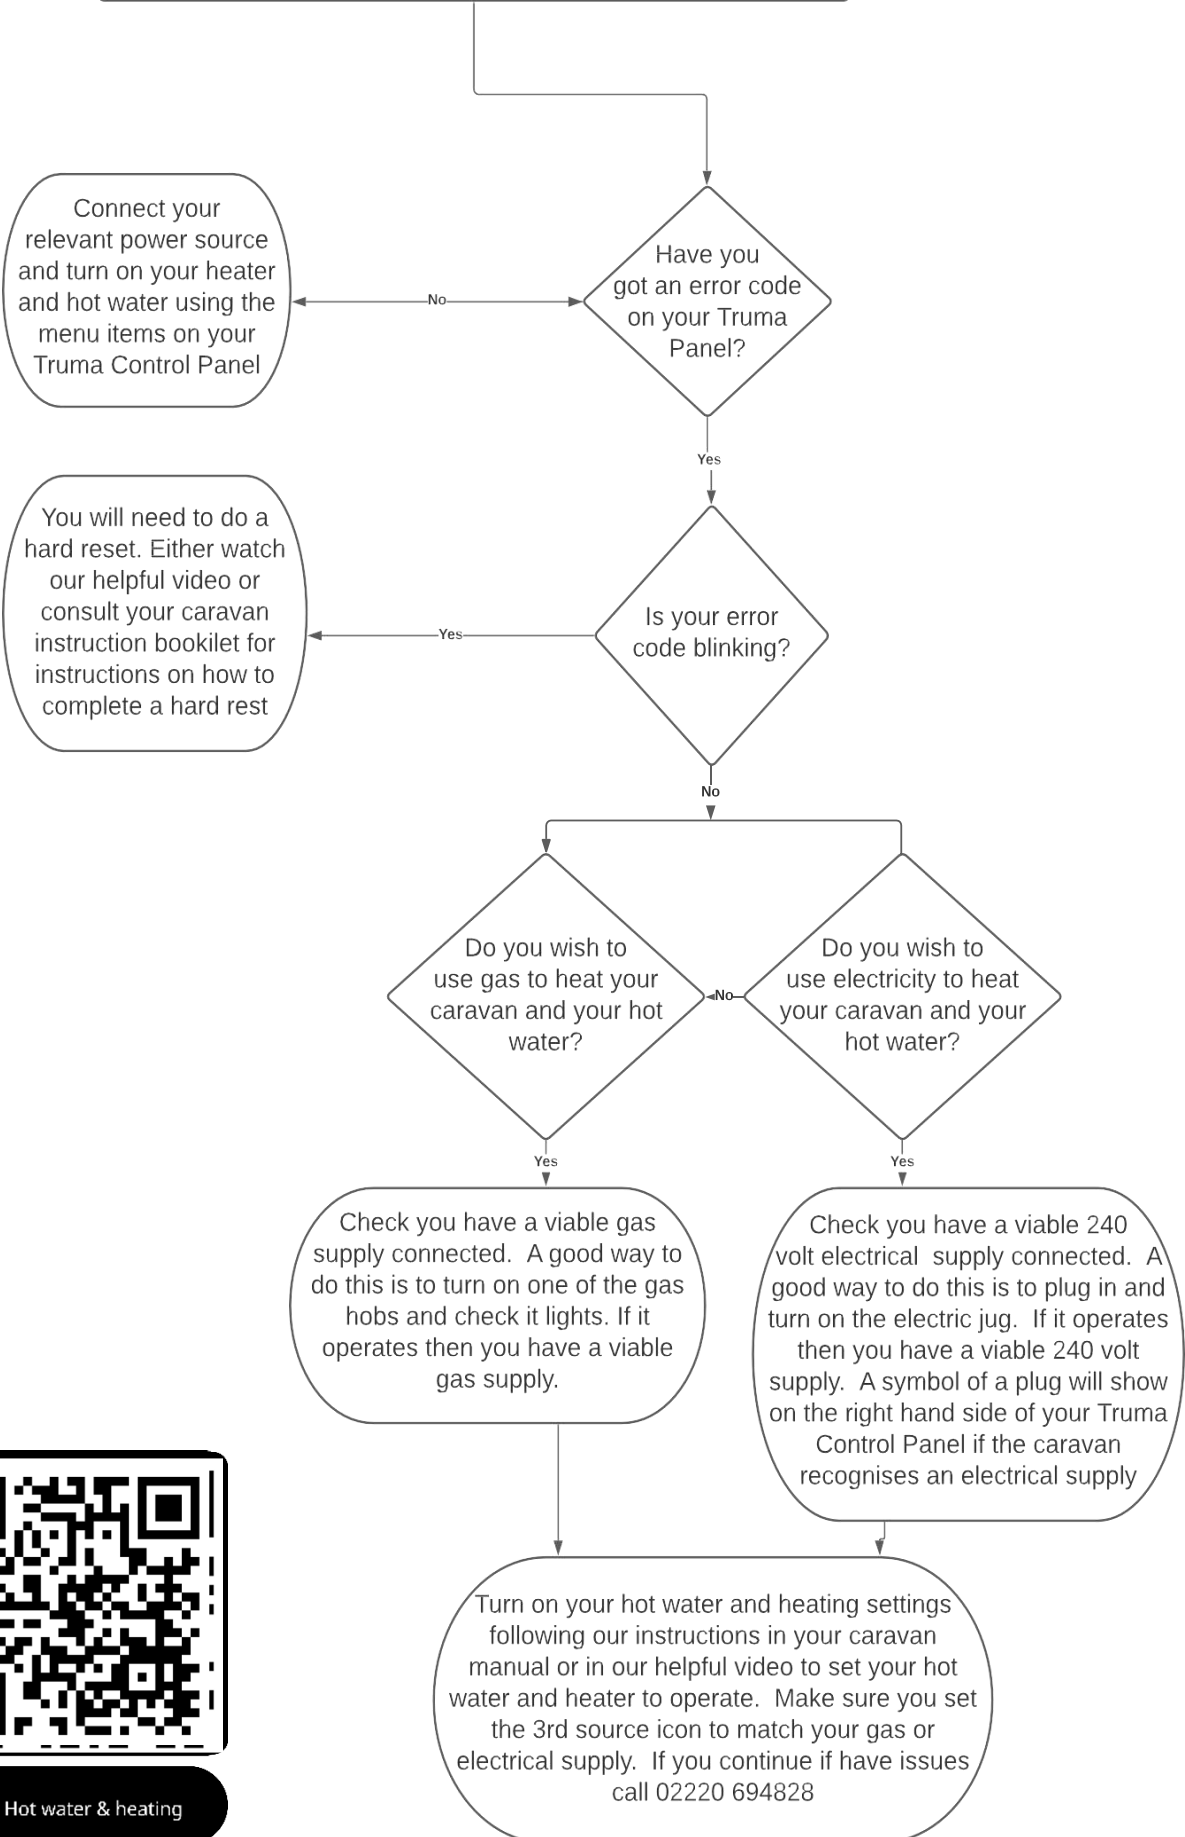 Connect your
relevant power source
and turn on your heater
and hot water using the
menu items on your
Truma Control Panel
No
Have you
got an error code
on your Truma
Panel?
Yes
You will need to do a
hard reset. Either watch
our helpful video or
consult your caravan
instruction bookilet for
instructions on how to
complete a hard rest
Yes
Is your error
code blinking?
No
Do you wish to
use gas to heat your
caravan and your hot
water?
No
Do you wish to
use electricity to heat
your caravan and your
hot water?
Yes
Yes
Check you have a viable gas
supply connected.  A good way to
do this is to turn on one of the gas
hobs and check it lights. If it
operates then you have a viable
gas supply.
Check you have a viable 240
volt electrical  supply connected.  A
good way to do this is to plug in and
turn on the electric jug.  If it operates
then you have a viable 240 volt
supply.  A symbol of a plug will show
on the right hand side of your Truma
Control Panel if the caravan
recognises an electrical supply
Turn on your hot water and heating settings
following our instructions in your caravan
manual or in our helpful video to set your hot
water and heater to operate.  Make sure you set
the 3rd source icon to match your gas or
electrical supply.  If you continue if have issues
call 02220 694828
Hot water & heating